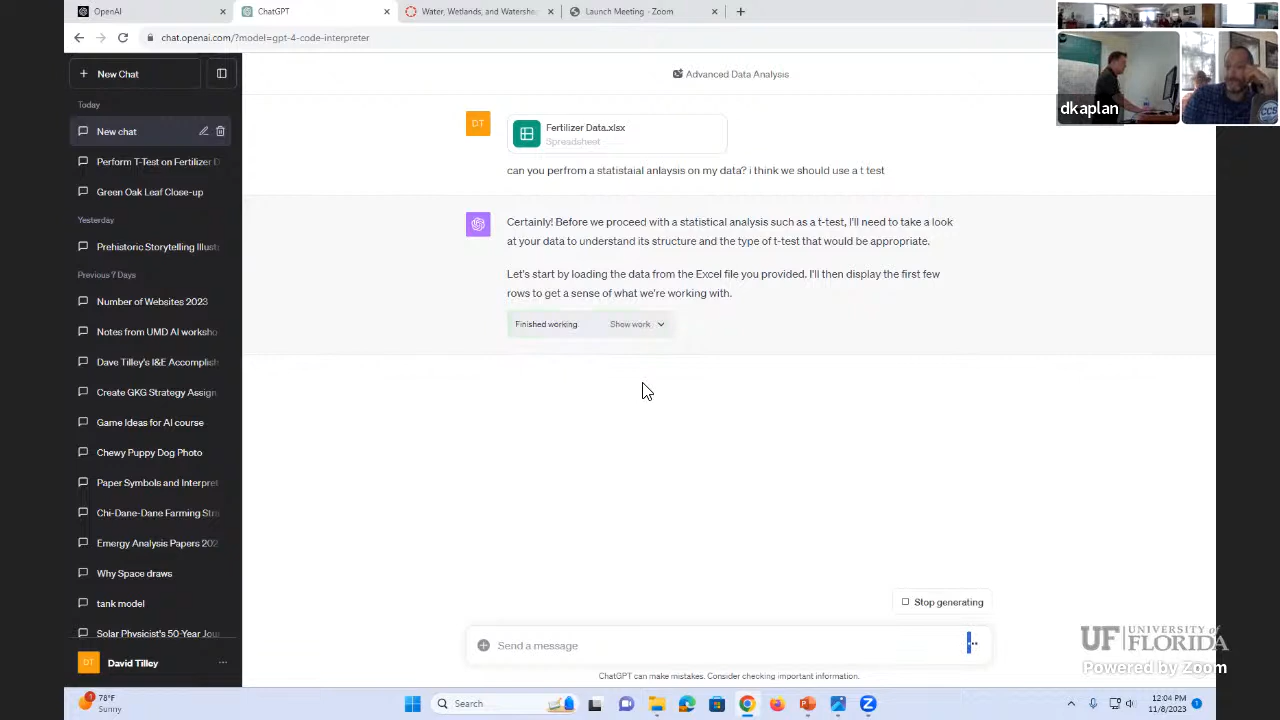 OpenAI
ChatGPT
Water, Wetlands, and Watershe
Launch Meeting - Zoom
chat.openai.com/?model=gpt-4-code-interpreter
New Chat
Advanced Data Analysis
Today
New chat
Perform T-Test on Fertilizer D
Green Oak Leaf Close-up
Yesterday
Prehistoric Storytelling Illust
Previous 7 Days
Number of Websites 2023
Notes from UMD AI worksho
Dave Tilley's I&E Accomplis
Create GKG Strategy Assign
Game Ideas for AI course
Chewy Puppy Dog Photo
Paper Symbols and Interpret
Chi-Dane-Dane Farming Stra
Emergy Analysis Papers 202
Why Space draws
tank model
Solar Physicist's 50-Year Jou
DT
David Tilley
DT
Fertilizer Data.xlsx
Spreadsheet
can you perfrom a statistaial anlaysis on my data? i think we should use a t test
Certainly! Before we proceed with a statistical analysis such as a t-test, I'll need to take a look
at your data to understand its structure and the type of t-test that would be appropriate.
Let's start by loading the data from the Excel file you provided. I'll then display the first few
rows to get a sense of what we're working with.
Finished working
Show work
Stop generating
Send a message
ChatGPT can make mistakes. Consider checking important information.
dkaplan
CCS
UF UNIVERSITY of
FLORIDA
Powered by Zoom
1
78°F
Sunny
Search
12:04 PM
11/8/2023
1